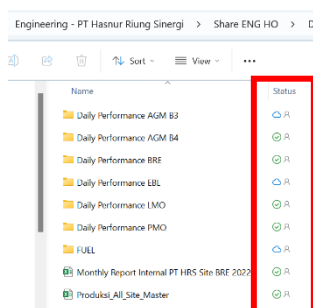 Engineering - PT Hasnur Riung Sinergi > Share ENG HO > D
Sort View ...
Name Status
Daily Performance AGM B3
Daily Performance AGM B4
Daily Performance BRE
Daily Performance EBL
Daily Performance LMO
Daily Performance PMO
FUEL
Monthly Report Internal PT HRS Site BRE 2022
Produksi_All_Site_Master